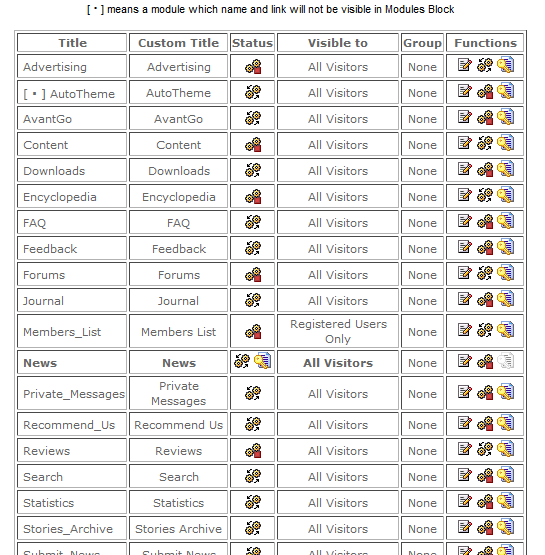 [ • ] means a module which name and link will not be visible in Modules Block
Title Custom Title Status Visible to Group Functions
Advertising Advertising All Visitors None
[ • ] AutoTheme AutoTheme All Visitors None
AvantGo AvantGo All Visitors None
Content Content All Visitors None
Downloads Downloads All Visitors None
Encyclopedia Encyclopedia All Visitors None
FAQ FAQ All Visitors None
Feedback Feedback All Visitors None
Forums Forums All Visitors None
Journal Journal All Visitors None
Members_List Members List Registered Users Only None
News News All Visitors None
Private_Messages Private Messages All Visitors None
Recommend_Us Recommend Us All Visitors None
Reviews Reviews All Visitors None
Search Search All Visitors None
Statistics Statistics All Visitors None
Stories_Archive Stories Archive All Visitors None
Submit_News Submit News All Visitors None